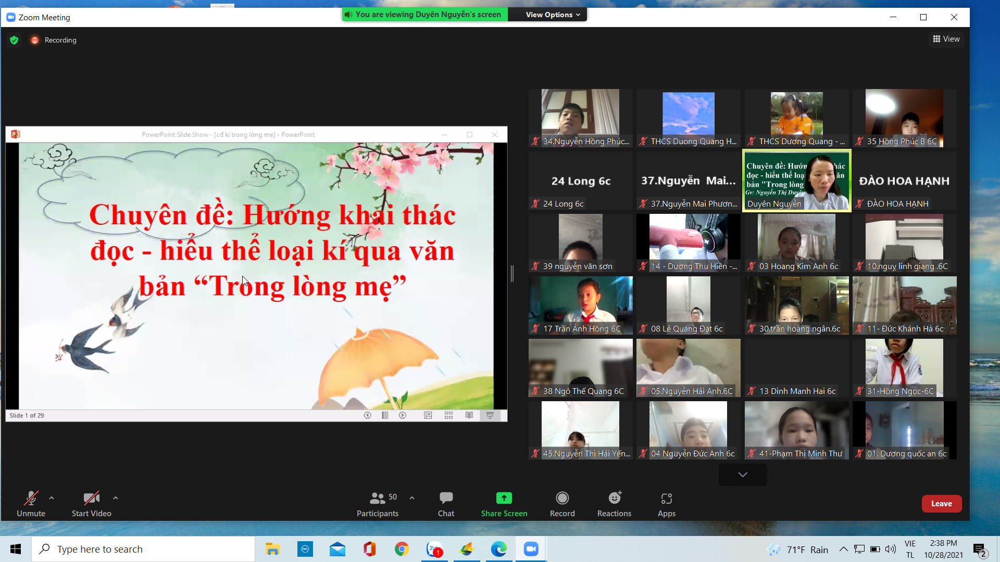 Zoom Meeting
You are viewing Duyên Nguyễn's screen
View Options
Recording
View
PowerPoint Slide Show - [cđ kí trong lòng mẹ] - PowerPoint
Chuyên đề: Hướng khai thác
đọc - hiểu thể loại kí qua văn
bản “Trong lòng mẹ”
Slide 1 of 29
34.Nguyễn Hồng Phúc...
THCS Duong Quang H...
THCS Dương Quang - ...
35 Hồng Phúc B 6C
24 Long 6c
24 Long 6c
37.Nguyễn Mai...
37.Nguyễn Mai Phươn...
Chuyên đề: Hướn
thác
đọc - hiểu thể loại
ăn
bản "Trong lòng
Gv: Nguyễn Thị Duyên
Duyên Nguyễn
ĐÀO HOA HẠNH
ĐÀO HOA HẠNH
39 nguyễn văn sơn
14 - Dương Thu Hiền -...
03 Hoang Kim Anh 6c
10.nguy linh giang .6C
17 Trần Ánh Hồng 6C
08 Lê Quang Đạt 6c
30.trần hoàng ngân.6c
11- Đức Khánh Hà 6c
38 Ngô Thế Quang 6C
05.Nguyễn Hải Anh.6C
13 Dinh Manh Hai 6c
31-Hồng Ngọc-6C
45.Nguyễn Thị Hải Yến...
04 Nguyễn Đức Anh 6c
41-Phạm Thị Minh Thư
01. Dương quốc an 6c
Unmute
Start Video
50
Participants
Chat
Share Screen
Record
Reactions
Apps
Leave
Type here to search
1
71°F Rain
VIE
TL
2:38 PM
10/28/2021
2